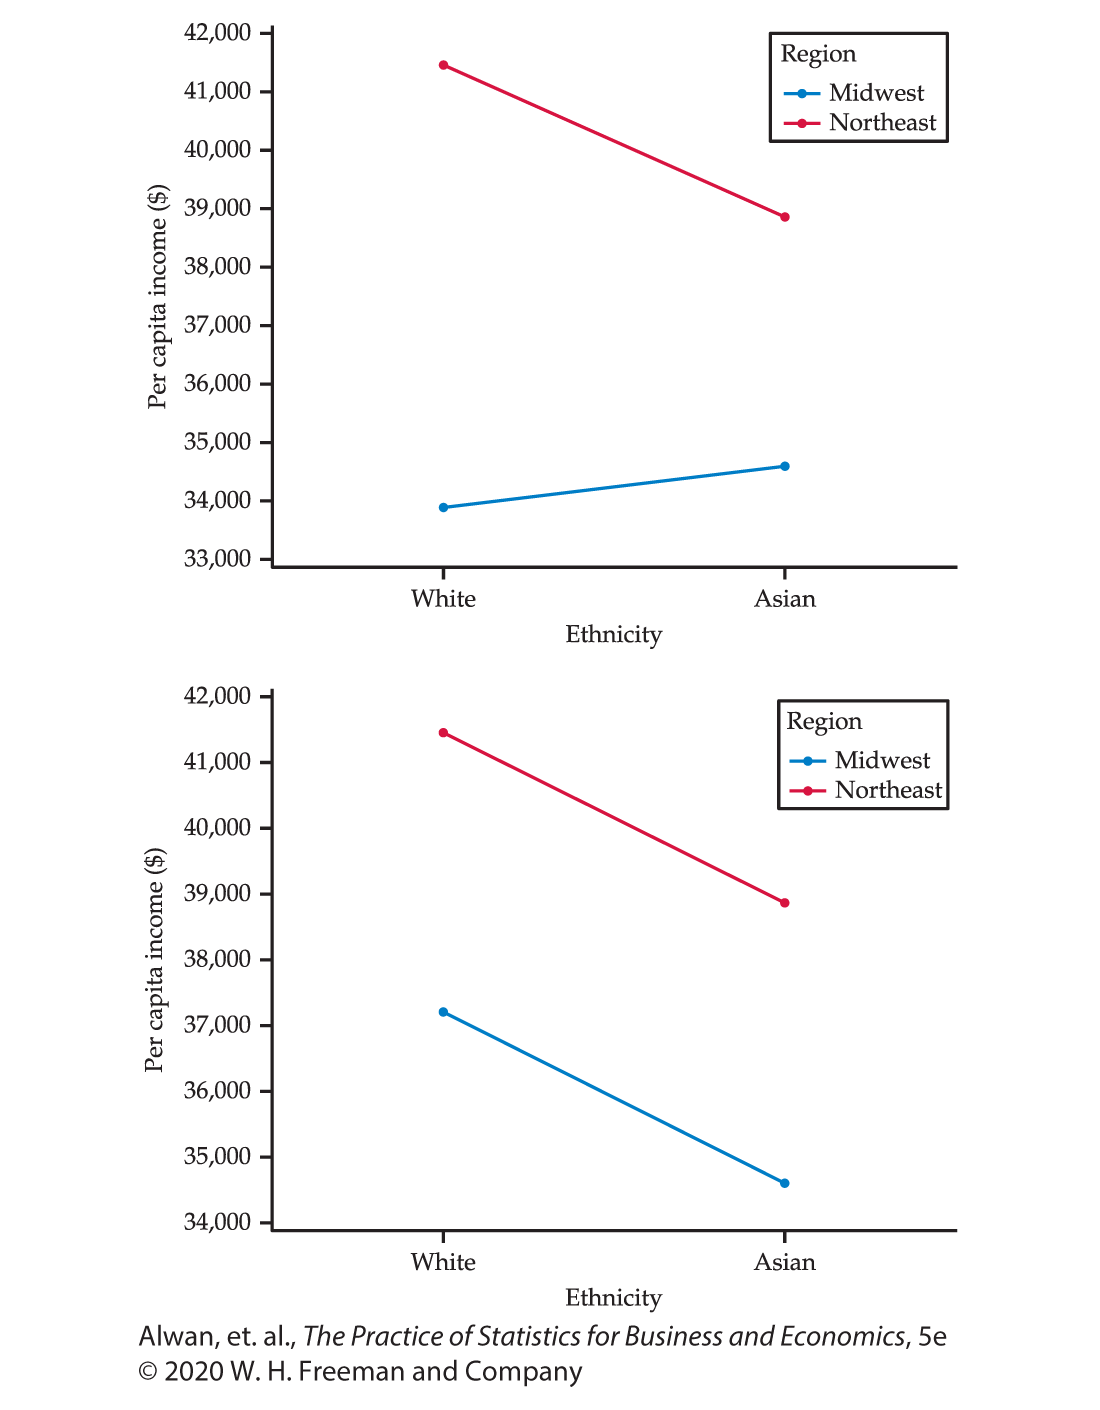 42,000
41,000
40,000
39,000
38,000
37,000
36,000
35,000
34,000
33,000
Per capita income ($)
Region
Midwest
Northeast
White
Asian
Ethnicity
42,000
41,000
40,000
39,000
38,000
37,000
36,000
35,000
34,000
Per capita income ($)
Region
Midwest
Northeast
White
Asian
Ethnicity
Alwan, et. al., The Practice of Statistics for Business and Economics, 5e
© 2020 W. H. Freeman and Company